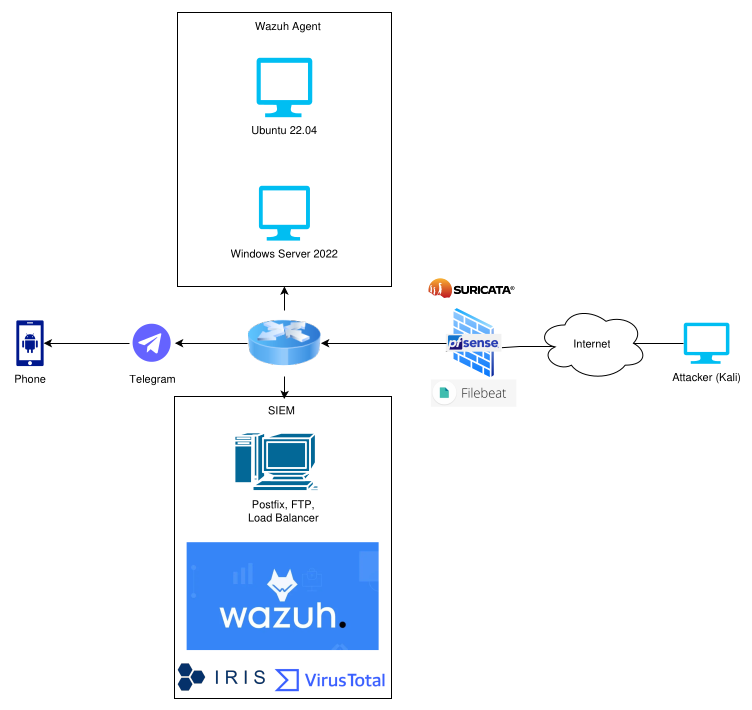 Wazuh Agent
Ubuntu 22.04
Windows Server 2022
SURICATA®
pfsense
Internet
Filebeat
Phone
Telegram
Attacker (Kali)
SIEM
Postfix, FTP,
Load Balancer
wazuh.
IRIS
VirusTotal